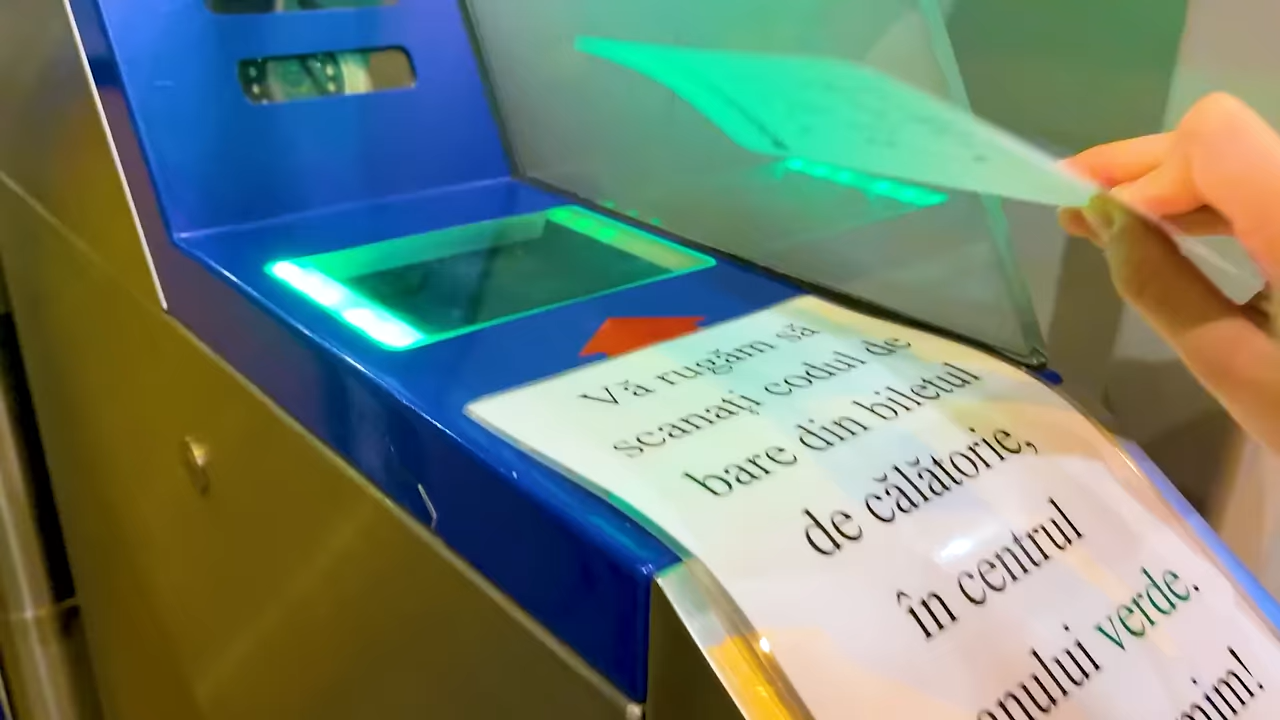 Vă rugăm să
scanați codul de
bare din biletul
de călătorie,
în centrul
verde.